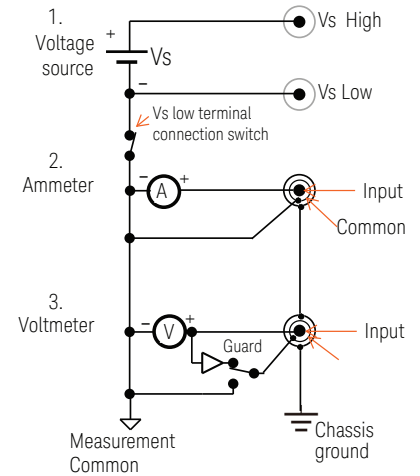 1.
Voltage
source
+
Vs
−
Vs High
Vs Low
Vs low terminal
connection switch
2.
Ammeter
−
A
+
Input
Common
3.
Voltmeter
−
V
+
Guard
Input
Measurement
Common
Chassis
ground